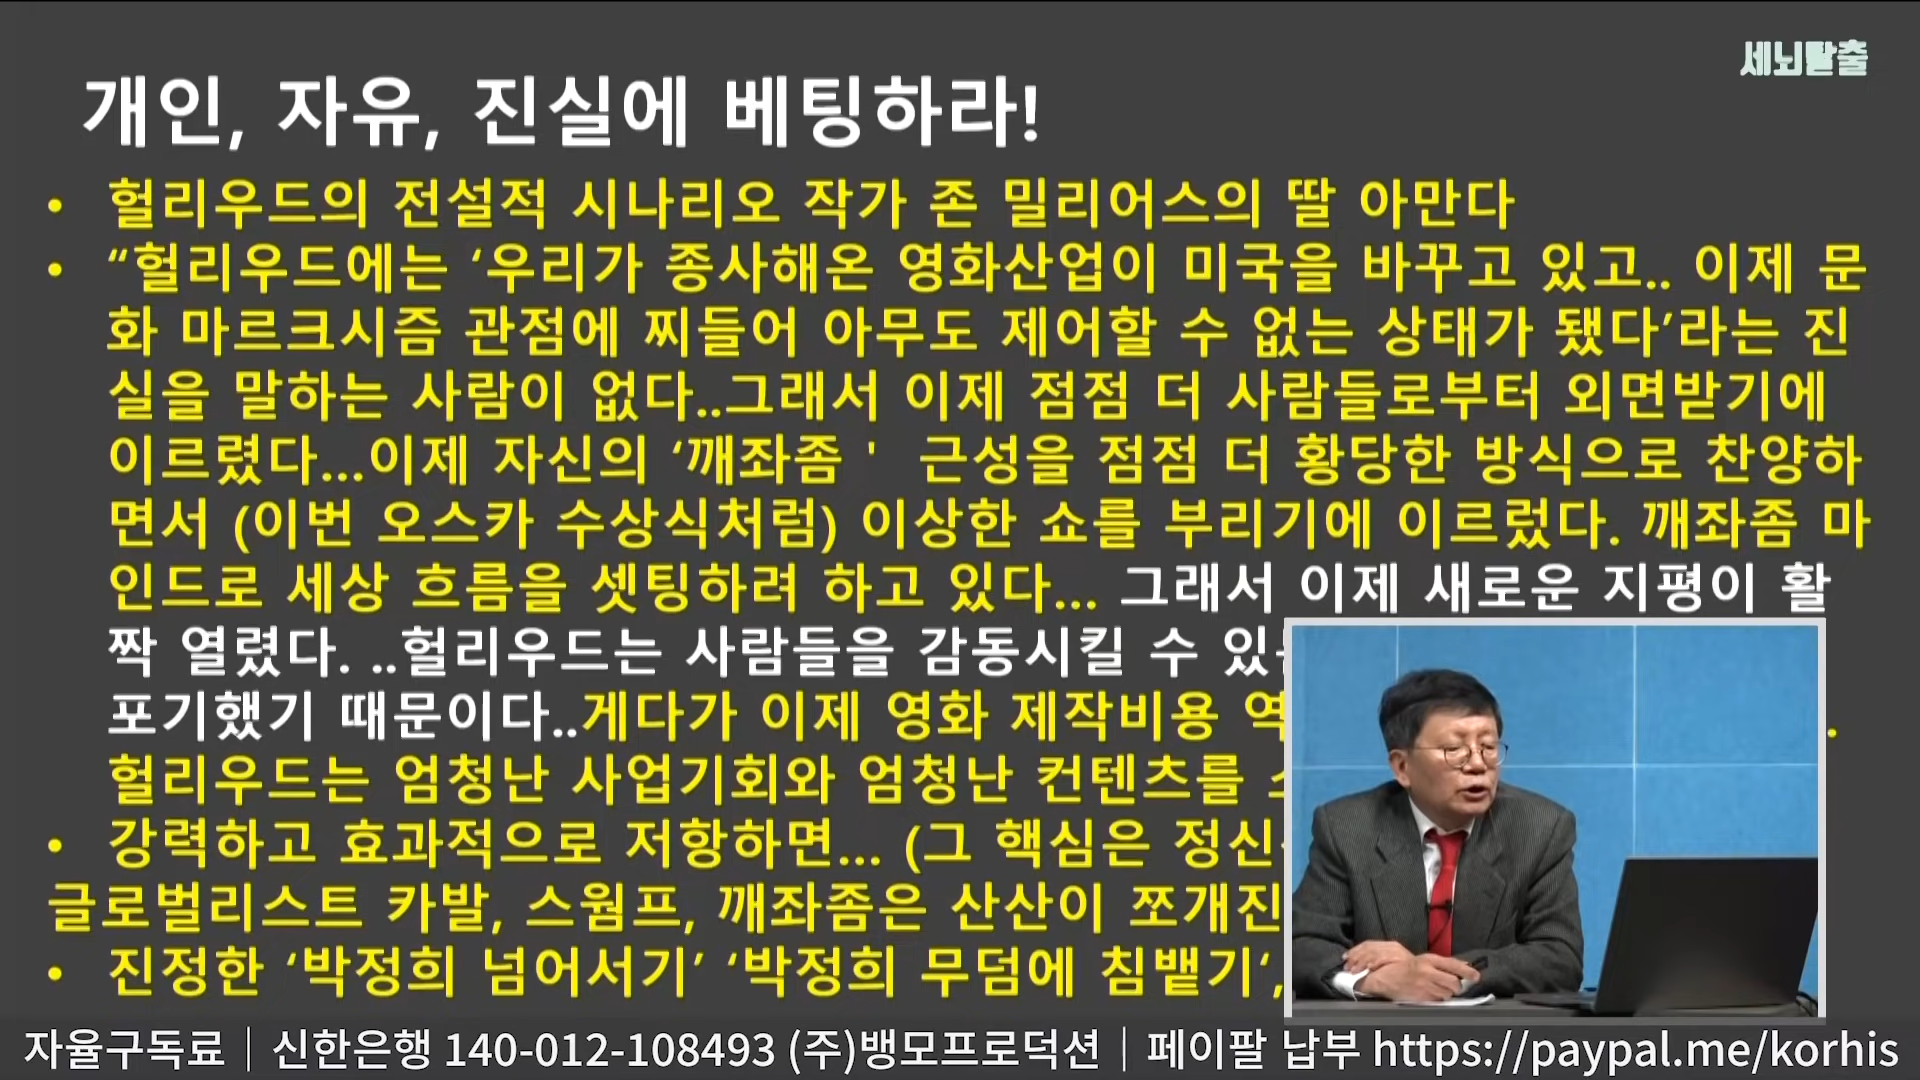 세뇌탈출
개인, 자유, 진실에 베팅하라!
• 헐리우드의 전설적 시나리오 작가 존 밀리어스의 딸 아만다
• “헐리우드에는 ‘우리가 종사해온 영화산업이 미국을 바꾸고 있고.. 이제 문
화 마르크시즘 관점에 찌들어 아무도 제어할 수 없는 상태가 됐다’라는 진
실을 말하는 사람이 없다..그래서 이제 점점 더 사람들로부터 외면받기에
이르렀다...이제 자신의 ‘깨좌좀＇ 근성을 점점 더 황당한 방식으로 찬양하
면서 (이번 오스카 수상식처럼) 이상한 쇼를 부리기에 이르렀다. 깨좌좀 마
인드로 세상 흐름을 셋팅하려 하고 있다... 그래서 이제 새로운 지평이 활
짝 열렸다. ..헐리우드는 사람들을 감동시킬 수
포기했기 때문이다..게다가 이제 영화 제작비용
헐리우드는 엄청난 사업기회와 엄청난 컨텐츠를
• 강력하고 효과적으로 저항하면... (그 핵심은
글로벌리스트 카발, 스웜프, 깨좌좀은 산산이 쪼개진
• 진정한 ‘박정희 넘어서기’ ‘박정희 무덤에 침뱉기’,
자율구독료｜신한은행 140-012-108493 (주)뱅모프로덕션｜페이팔 납부 https://paypal.me/korhis